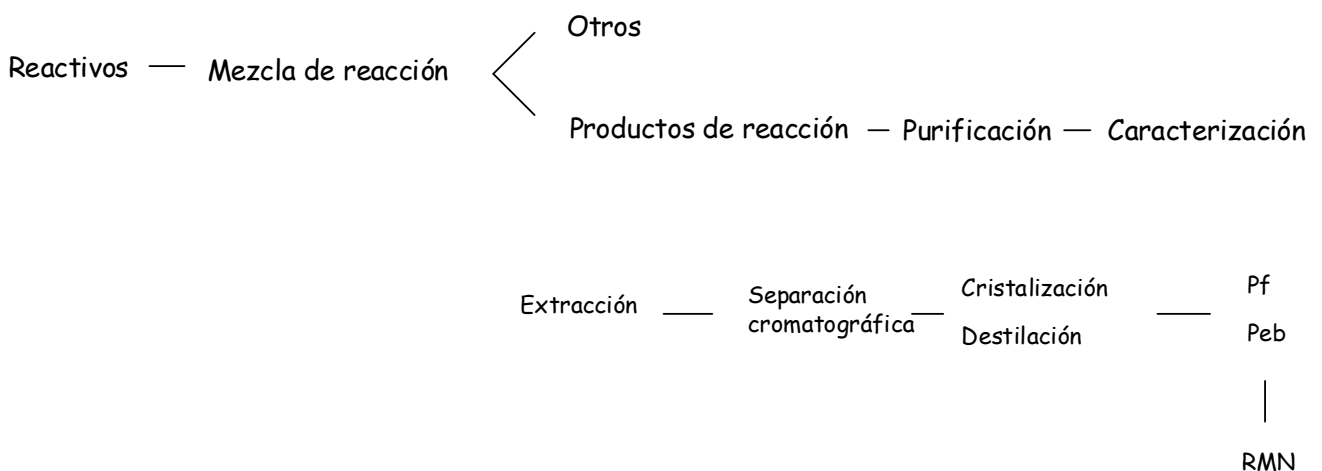 Otros
Reactivos
Mezcla de reacción
Productos de reacción
Purificación
Caracterización
Extracción
Separación
cromatográfica
Cristalización
Destilación
Pf
Peb
RMN